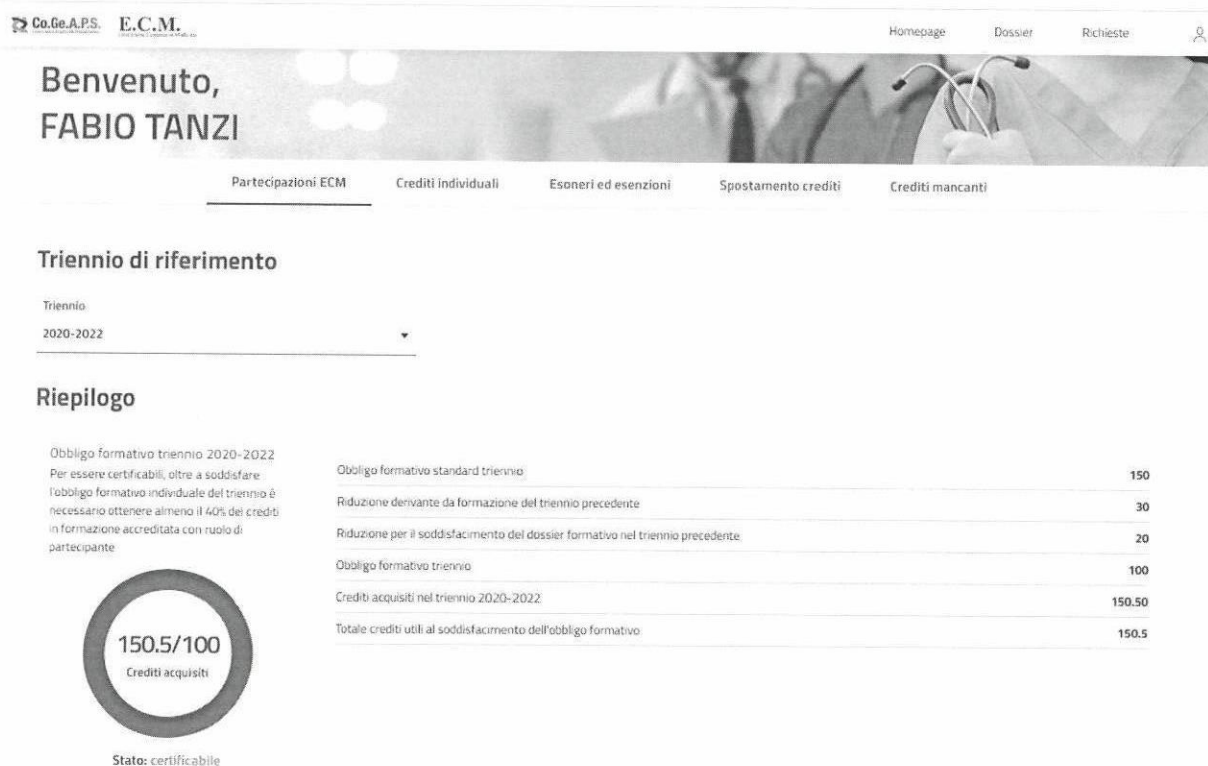 Co.Ge.A.P.S.
E.C.M.
Homepage
Dossier
Richieste
Benvenuto,
FABIO TANZI
Partecipazioni ECM
Crediti individuali
Esoneri ed esenzioni
Spostamento crediti
Crediti mancanti
Triennio di riferimento
Triennio
2020-2022
Riepilogo
Obbligo formativo triennio 2020-2022
Per essere certificabili, oltre a soddisfare
l'obbligo formativo individuale del triennio è
necessario ottenere almeno il 40% dei crediti
in formazione accreditata con ruolo di
partecipante
150.5/100
Crediti acquisiti
Stato: certificabile
Obbligo formativo standard triennio 150
Riduzione derivante da formazione del triennio precedente 30
Riduzione per il soddisfacimento del dossier formativo nel triennio precedente 20
Obbligo formativo triennio 100
Crediti acquisiti nel triennio 2020-2022 150.50
Totale crediti utili al soddisfacimento dell'obbligo formativo 150.5